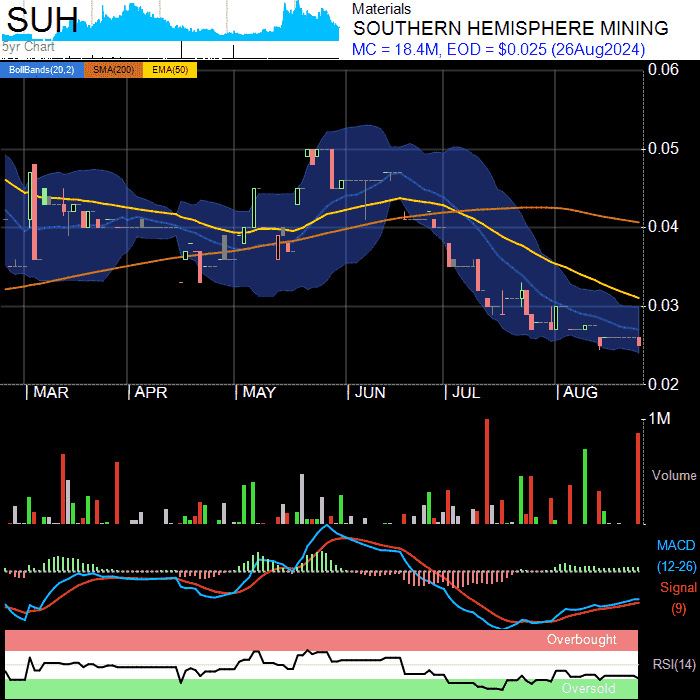 SUH
5yr Chart
Materials
SOUTHERN HEMISPHERE MINING
MC = 18.4M, EOD = $0.025 (26Aug2024)
BollBands(20,2) SMA(200) EMA(50)
0.06
0.05
0.04
0.03
0.02
MAR APR MAY JUN JUL AUG
1M
Volume
MACD
(12-26)
Signal
(9)
Overbought
RSI(14)
Oversold